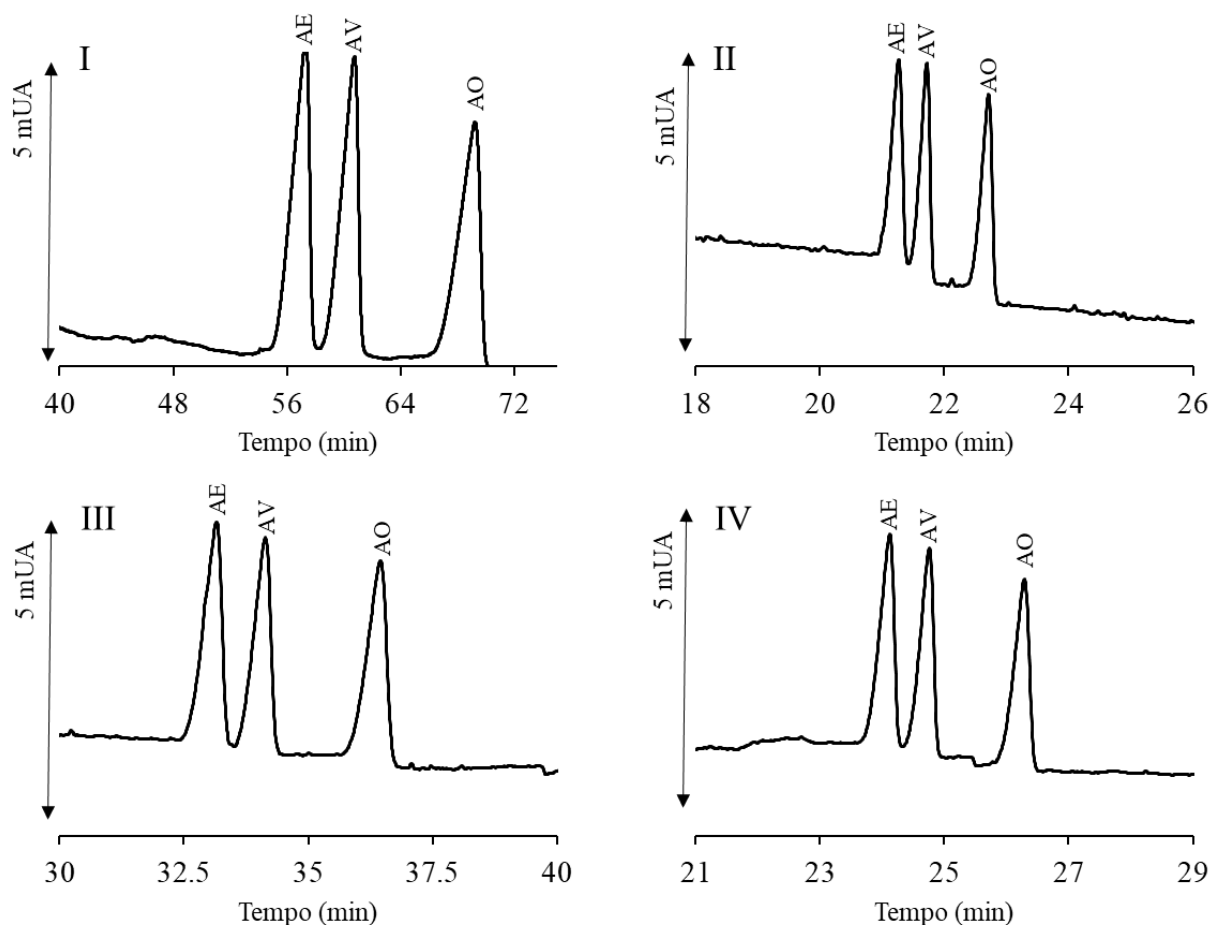 I
AE
AV
AO
5 mUA
40 48 56 64 72
Tempo (min)
II
AE
AV
AO
5 mUA
18 20 22 24 26
Tempo (min)
III
AE
AV
AO
5 mUA
30 32.5 35 37.5 40
Tempo (min)
IV
AE
AV
AO
5 mUA
21 23 25 27 29
Tempo (min)